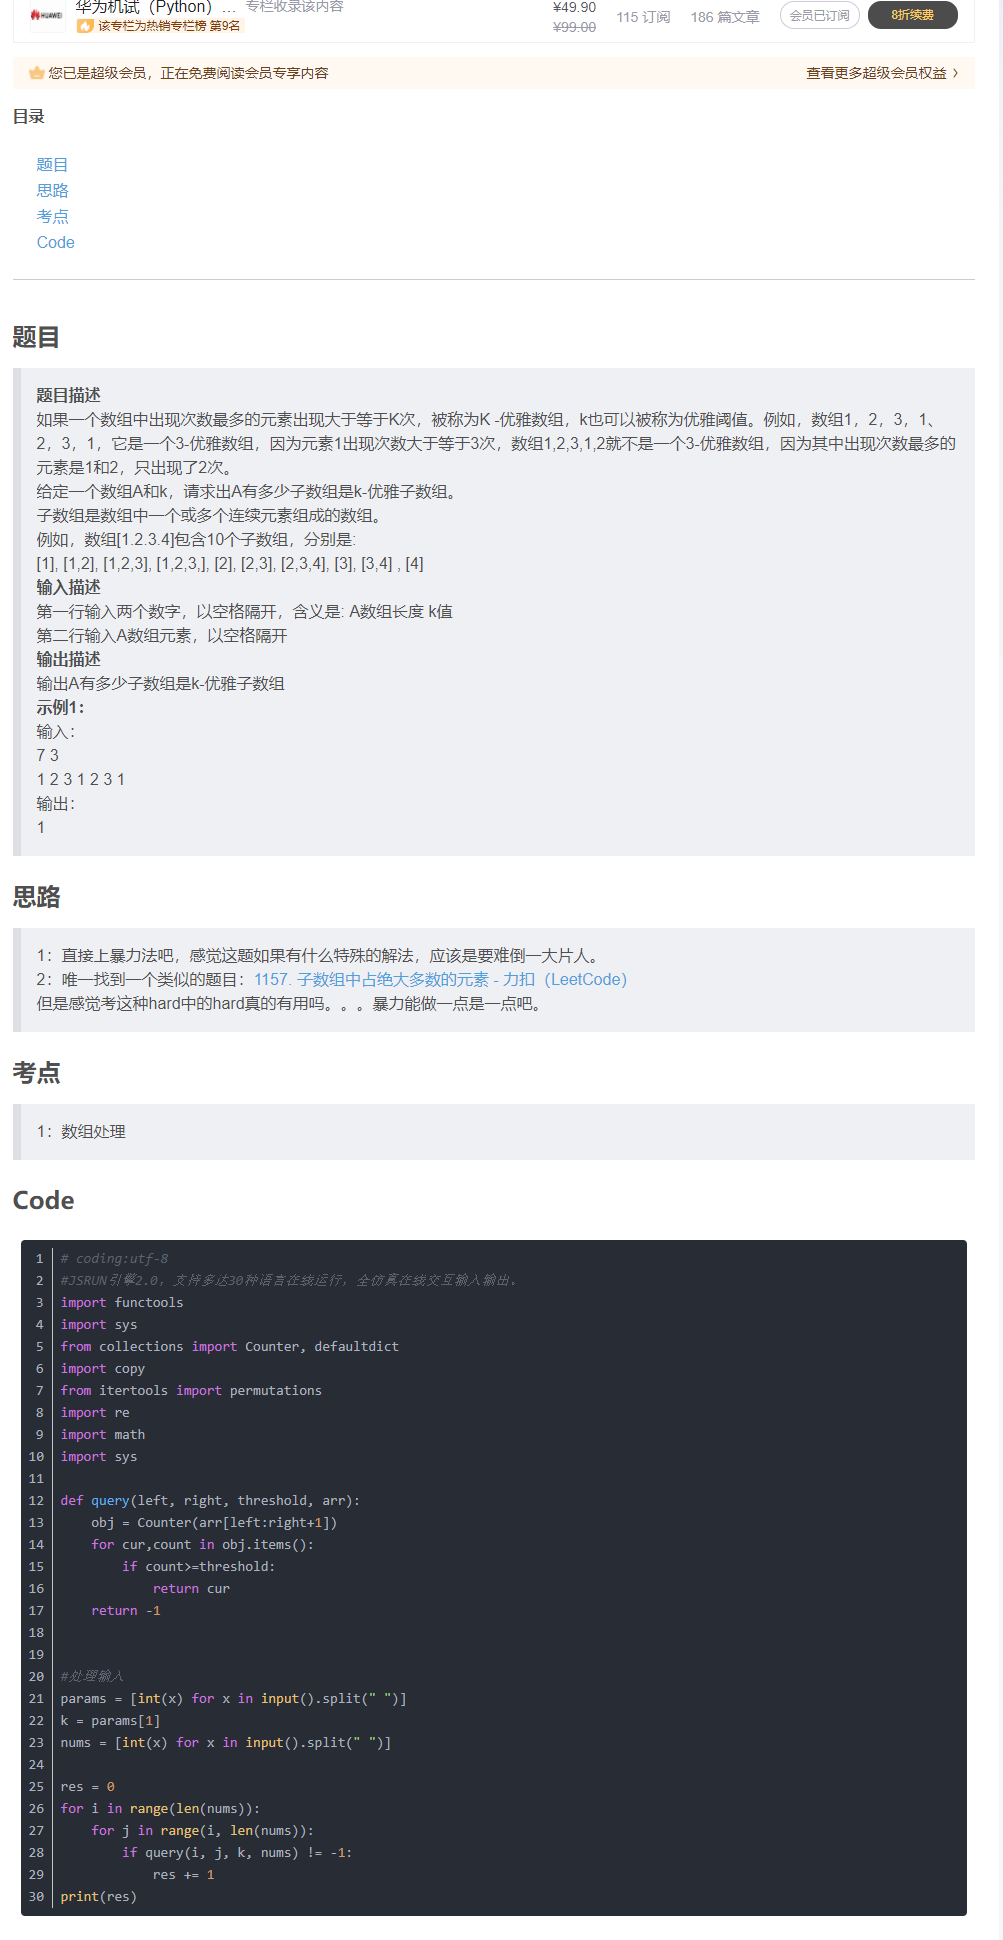 HUAWEI
华为机试（Python）...
专栏收录该内容
该专栏为热销专栏榜 第9名
¥49.90
¥99.00
115 订阅
186 篇文章
会员已订阅
8折续费
您已是超级会员，正在免费阅读会员专享内容
查看更多超级会员权益 >
目录
题目
思路
考点
Code
题目
题目描述
如果一个数组中出现次数最多的元素出现大于等于K次，被称为K -优雅数组，k也可以被称为优雅阈值。例如，数组1，2，3，1、
2，3，1，它是一个3-优雅数组，因为元素1出现次数大于等于3次，数组1,2,3,1,2就不是一个3-优雅数组，因为其中出现次数最多的
元素是1和2，只出现了2次。
给定一个数组A和k，请求出A有多少子数组是k-优雅子数组。
子数组是数组中一个或多个连续元素组成的数组。
例如，数组[1.2.3.4]包含10个子数组，分别是:
[1], [1,2], [1,2,3], [1,2,3,], [2], [2,3], [2,3,4], [3], [3,4] , [4]
输入描述
第一行输入两个数字，以空格隔开，含义是: A数组长度 k值
第二行输入A数组元素，以空格隔开
输出描述
输出A有多少子数组是k-优雅子数组
示例1：
输入：
7 3
1 2 3 1 2 3 1
输出：
1
思路
1：直接上暴力法吧，感觉这题如果有什么特殊的解法，应该是要难倒一大片人。
2：唯一找到一个类似的题目：1157. 子数组中占绝大多数的元素 - 力扣（LeetCode）
但是感觉考这种hard中的hard真的有用吗。。。暴力能做一点是一点吧。
考点
1：数组处理
Code
1 # coding:utf-8
2 #JSRUN引擎2.0，支持多达30种语言在线运行，全仿真在线交互输入输出。
3 import functools
4 import sys
5 from collections import Counter, defaultdict
6 import copy
7 from itertools import permutations
8 import re
9 import math
10 import sys
11
12 def query(left, right, threshold, arr):
13     obj = Counter(arr[left:right+1])
14     for cur,count in obj.items():
15         if count>=threshold:
16             return cur
17     return -1
18
19
20 #处理输入
21 params = [int(x) for x in input().split(" ")]
22 k = params[1]
23 nums = [int(x) for x in input().split(" ")]
24
25 res = 0
26 for i in range(len(nums)):
27     for j in range(i, len(nums)):
28         if query(i, j, k, nums) != -1:
29             res += 1
30 print(res)